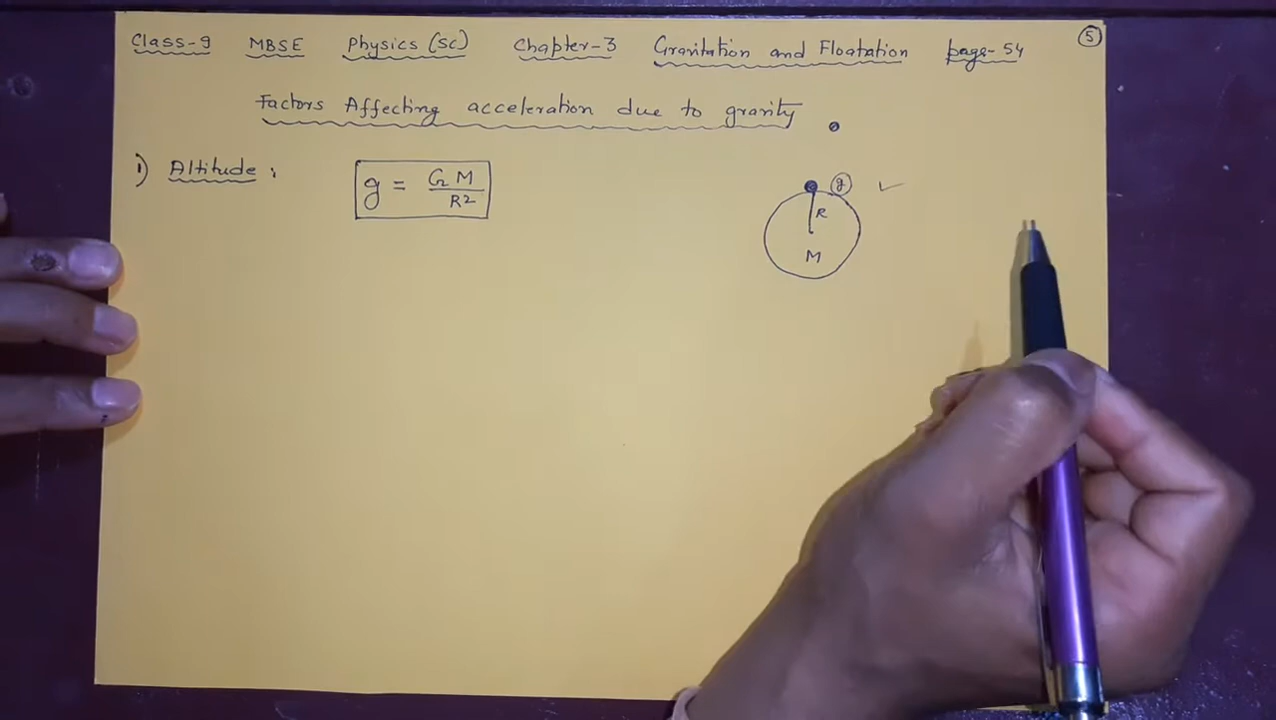 Class-9 MBSE Physics (SC) Chapter-3 Gravitation and Floatation page-54 5
Factors Affecting acceleration due to gravity
1) Altitude :
g = GM / R²
g
R
M